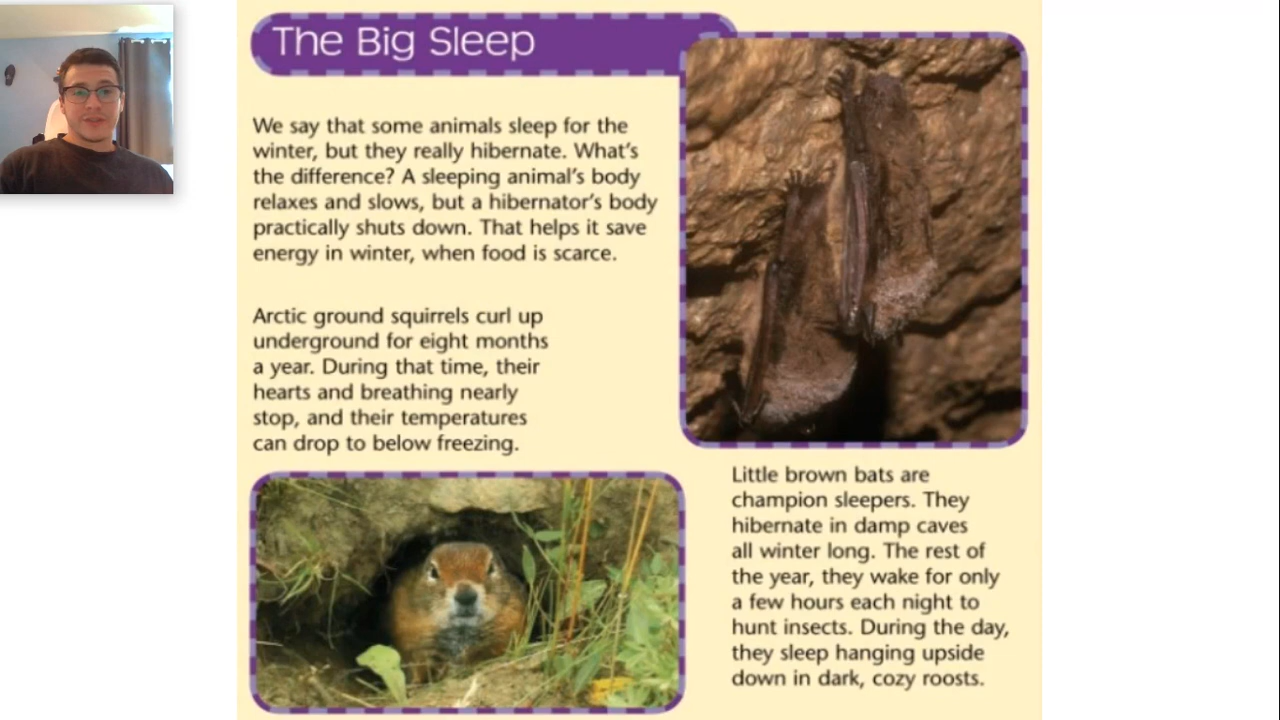 The Big Sleep
We say that some animals sleep for the
winter, but they really hibernate. What's
the difference? A sleeping animal's body
relaxes and slows, but a hibernator's body
practically shuts down. That helps it save
energy in winter, when food is scarce.
Arctic ground squirrels curl up
underground for eight months
a year. During that time, their
hearts and breathing nearly
stop, and their temperatures
can drop to below freezing.
Little brown bats are
champion sleepers. They
hibernate in damp caves
all winter long. The rest of
the year, they wake for only
a few hours each night to
hunt insects. During the day,
they sleep hanging upside
down in dark, cozy roosts.